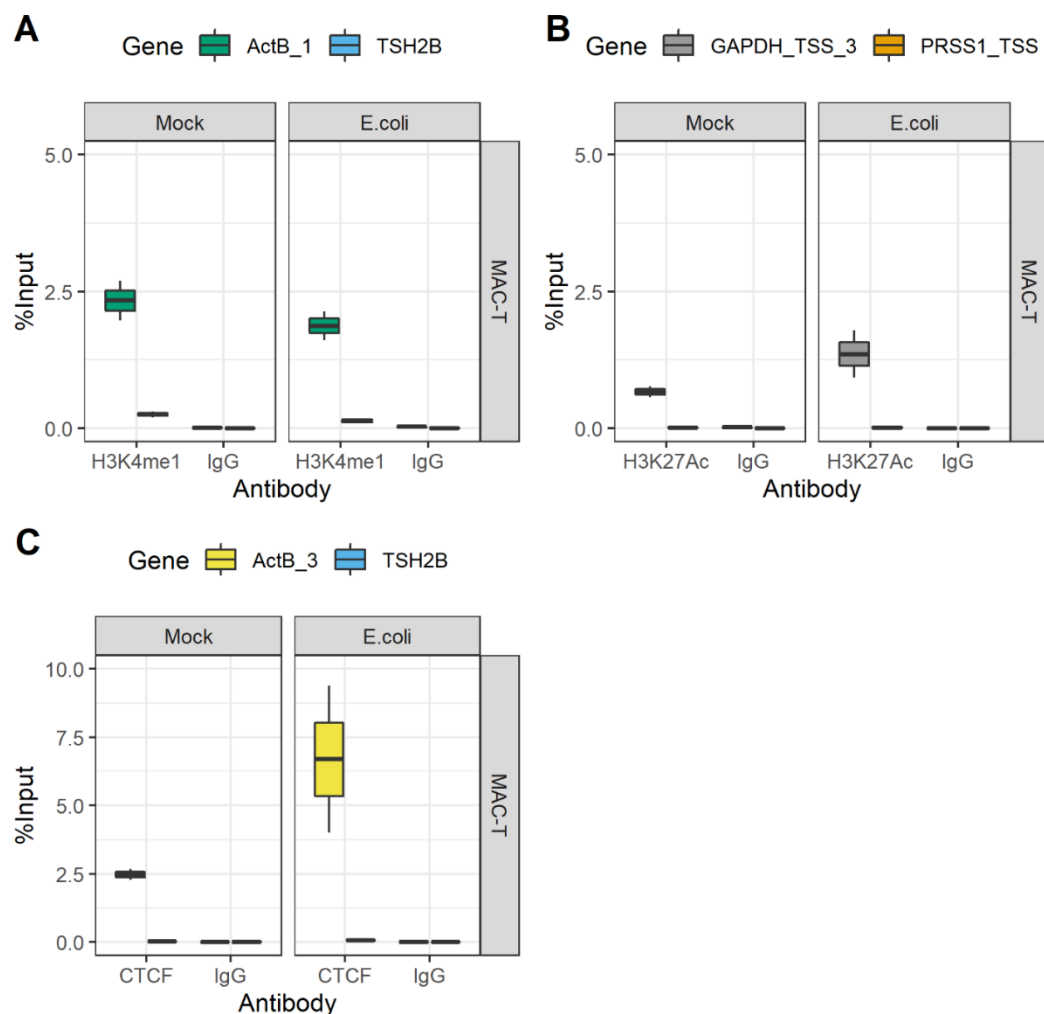 A
Gene ActB_1 TSH2B
Mock E.coli
5.0
2.5
0.0
%Input
MAC-T
H3K4me1 IgG H3K4me1 IgG
Antibody
B
Gene GAPDH_TSS_3 PRSS1_TSS
Mock E.coli
5.0
2.5
0.0
%Input
MAC-T
H3K27Ac IgG H3K27Ac IgG
Antibody
C
Gene ActB_3 TSH2B
Mock E.coli
10.0
7.5
5.0
2.5
0.0
%Input
MAC-T
CTCF IgG CTCF IgG
Antibody